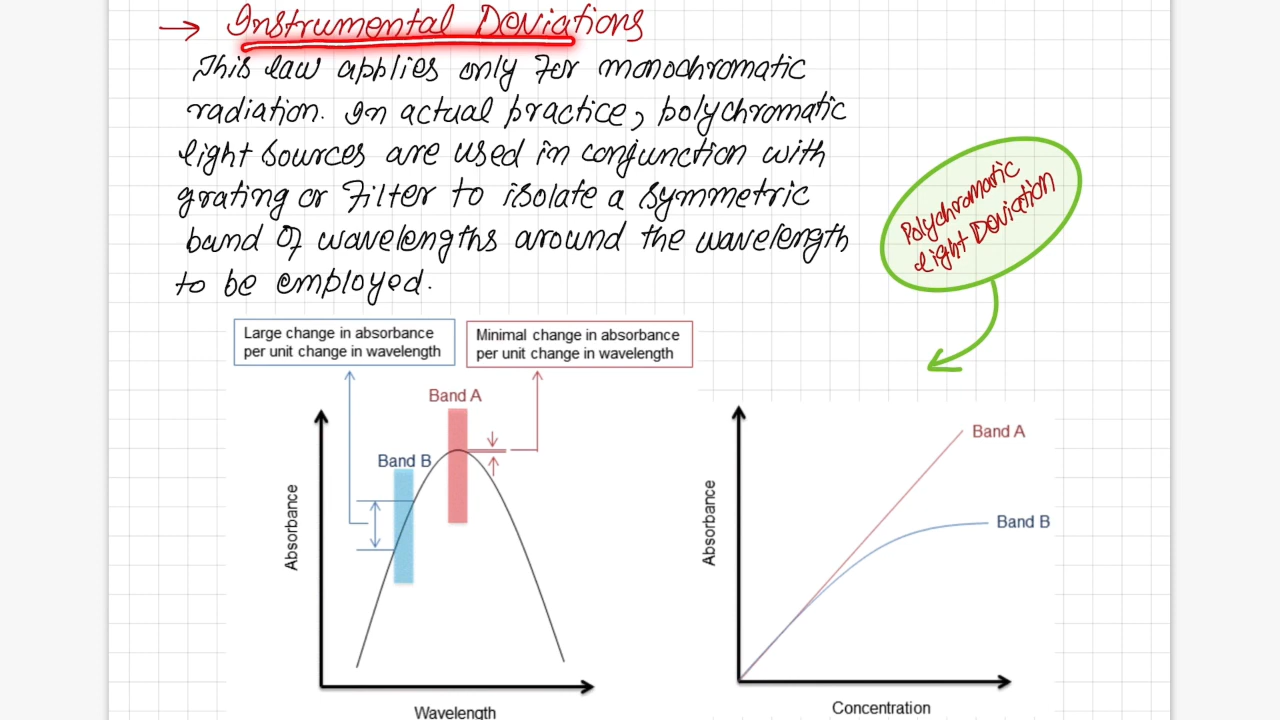 → Instrumental Deviations
This law applies only for monochromatic
radiation. In actual practice, polychromatic
light sources are used in conjunction with
grating or Filter to isolate a symmetric
band of wavelengths around the wavelength
to be employed.
Polychromatic
light Deviation
Large change in absorbance
per unit change in wavelength
Minimal change in absorbance
per unit change in wavelength
Band A
Band B
Absorbance
Wavelength
Band A
Band B
Absorbance
Concentration